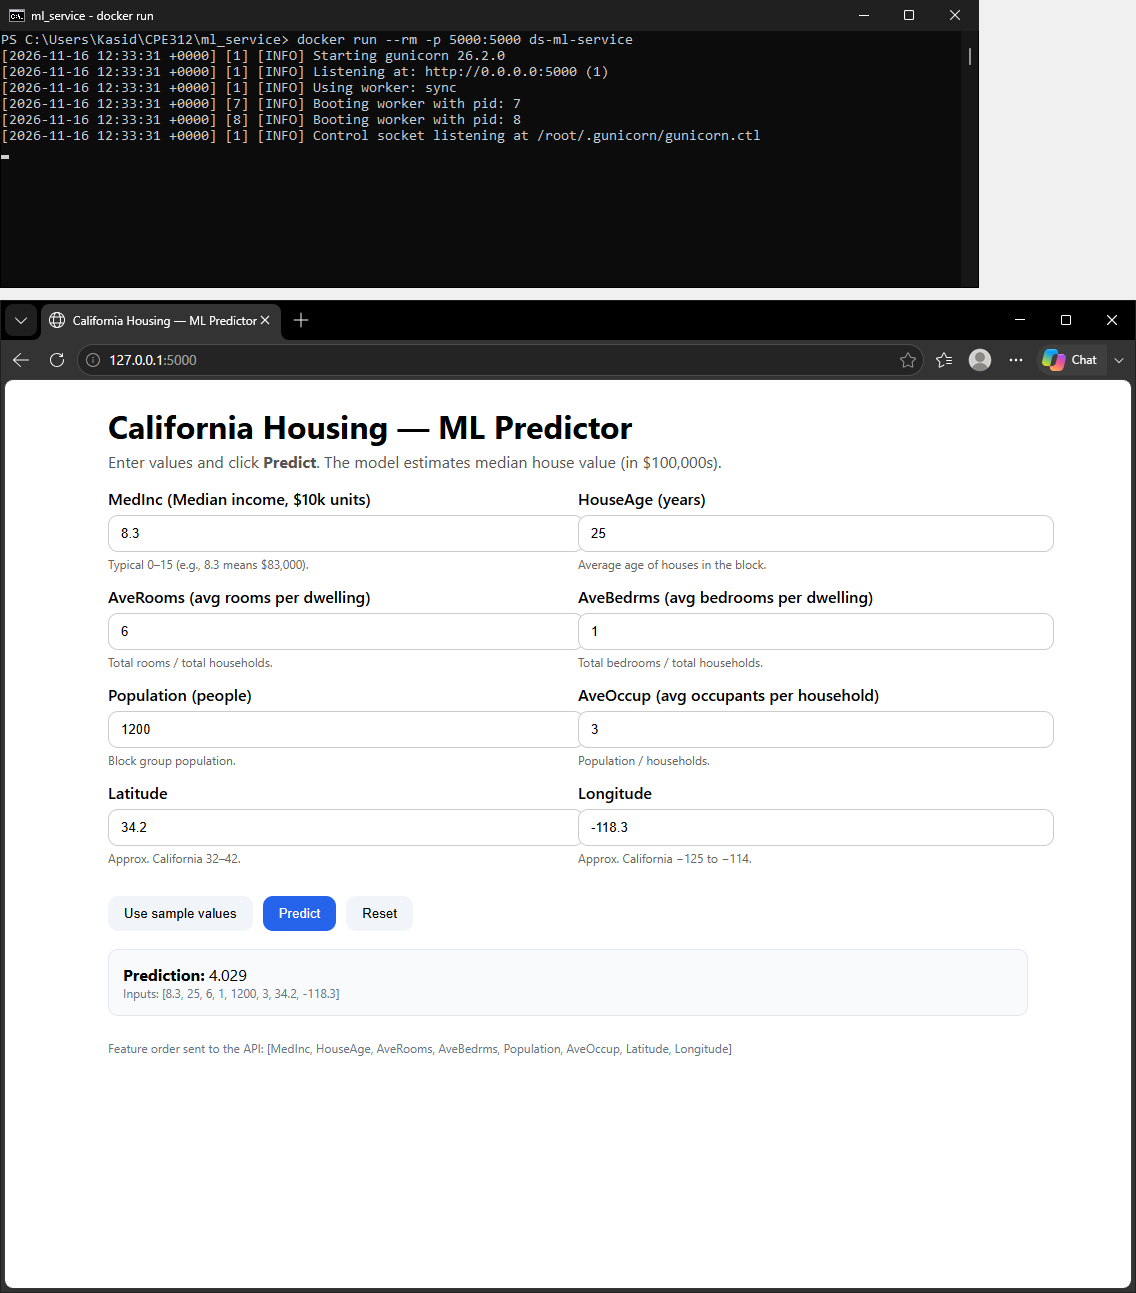 ml_service - docker run
PS C:\Users\Kasid\CPE312\ml_service> docker run --rm -p 5000:5000 ds-ml-service
[2026-11-16 12:33:31 +0000] [1] [INFO] Starting gunicorn 26.2.0
[2026-11-16 12:33:31 +0000] [1] [INFO] Listening at: http://0.0.0.0:5000 (1)
[2026-11-16 12:33:31 +0000] [1] [INFO] Using worker: sync
[2026-11-16 12:33:31 +0000] [7] [INFO] Booting worker with pid: 7
[2026-11-16 12:33:31 +0000] [8] [INFO] Booting worker with pid: 8
[2026-11-16 12:33:31 +0000] [1] [INFO] Control socket listening at /root/.gunicorn/gunicorn.ctl
California Housing — ML Predictor
127.0.0.1:5000
Chat
California Housing — ML Predictor
Enter values and click Predict. The model estimates median house value (in $100,000s).
MedInc (Median income, $10k units) HouseAge (years)
8.3 25
Typical 0–15 (e.g., 8.3 means $83,000). Average age of houses in the block.
AveRooms (avg rooms per dwelling) AveBedrms (avg bedrooms per dwelling)
6 1
Total rooms / total households. Total bedrooms / total households.
Population (people) AveOccup (avg occupants per household)
1200 3
Block group population. Population / households.
Latitude Longitude
34.2 -118.3
Approx. California 32–42. Approx. California −125 to −114.
Use sample values Predict Reset
Prediction: 4.029
Inputs: [8.3, 25, 6, 1, 1200, 3, 34.2, -118.3]
Feature order sent to the API: [MedInc, HouseAge, AveRooms, AveBedrms, Population, AveOccup, Latitude, Longitude]